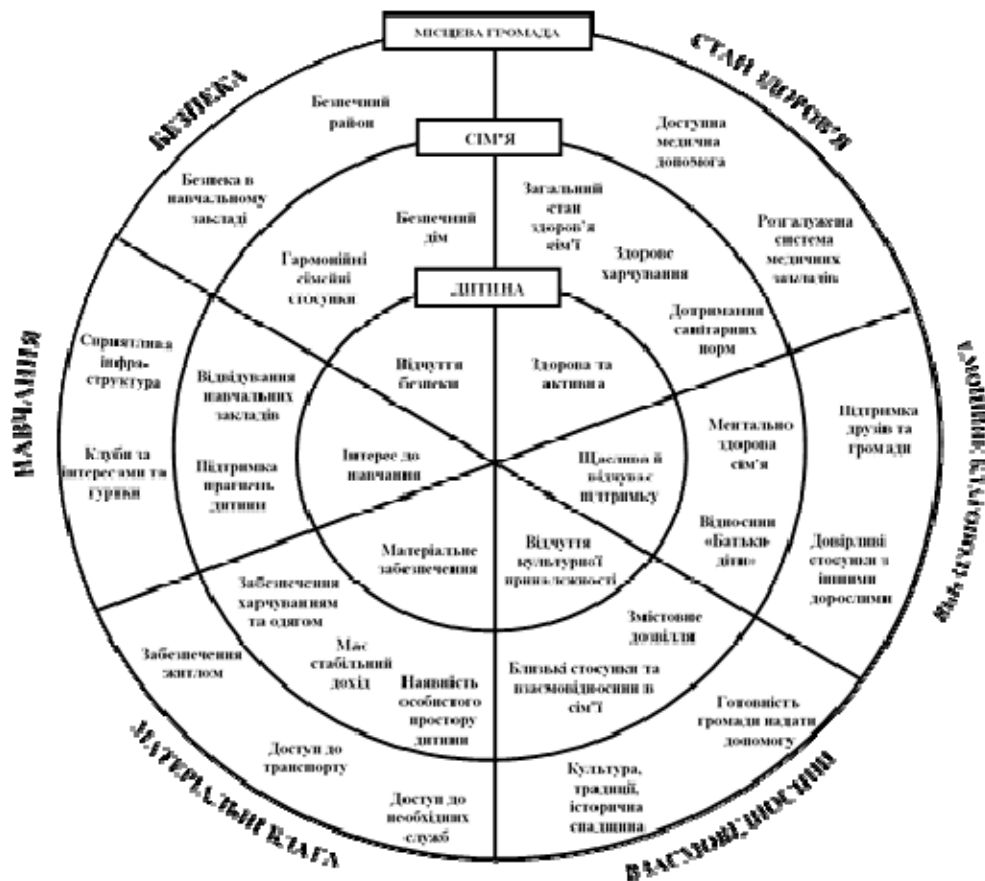 МІСЦЕВА ГРОМАДА
СІМ'Я
ДИТИНА
БЕЗПЕКА
Безпечний
район
Безпека в
навчальному
закладі
Безпечний
дім
Гармонійні
сімейні
стосунки
Відчуття
безпеки
СТАН ЗДОРОВ'Я
Доступна
медична
допомога
Розгалужена
система
медичних
закладів
Загальний
стан
здоров'я
сім'ї
Здорове
харчування
Дотримання
санітарних
норм
Здорова та
активна
Підтримка
друзів та
громади
Довірливі
стосунки з
іншими
дорослими
Ментально
здорова
сім'я
Відносини
«Батьки
діти»
Щаслива й
відчуває
підтримку
ВЗАЄМОВІДНОСИНИ
Готовність
громади надати
допомогу
Культура,
традиції,
історична
спадщина
Змістовне
дозвілля
Близькі стосунки та
взаємовідносини в
сім'ї
Відчуття
культурної
приналежності
МАТЕРІАЛЬНІ БЛАГА
Забезпечення
житлом
Доступ до
транспорту
Доступ до
необхідних
служб
Забезпечення
харчуванням
та одягом
Має
стабільний
дохід
Наявність
особистого
простору
дитини
Матеріальне
забезпечення
НАВЧАННЯ
Сприятлива
інфра-
структура
Клуби за
інтересами та
гуртки
Відвідування
навчальних
закладів
Підтримка
прагнень
дитини
Інтерес до
навчання